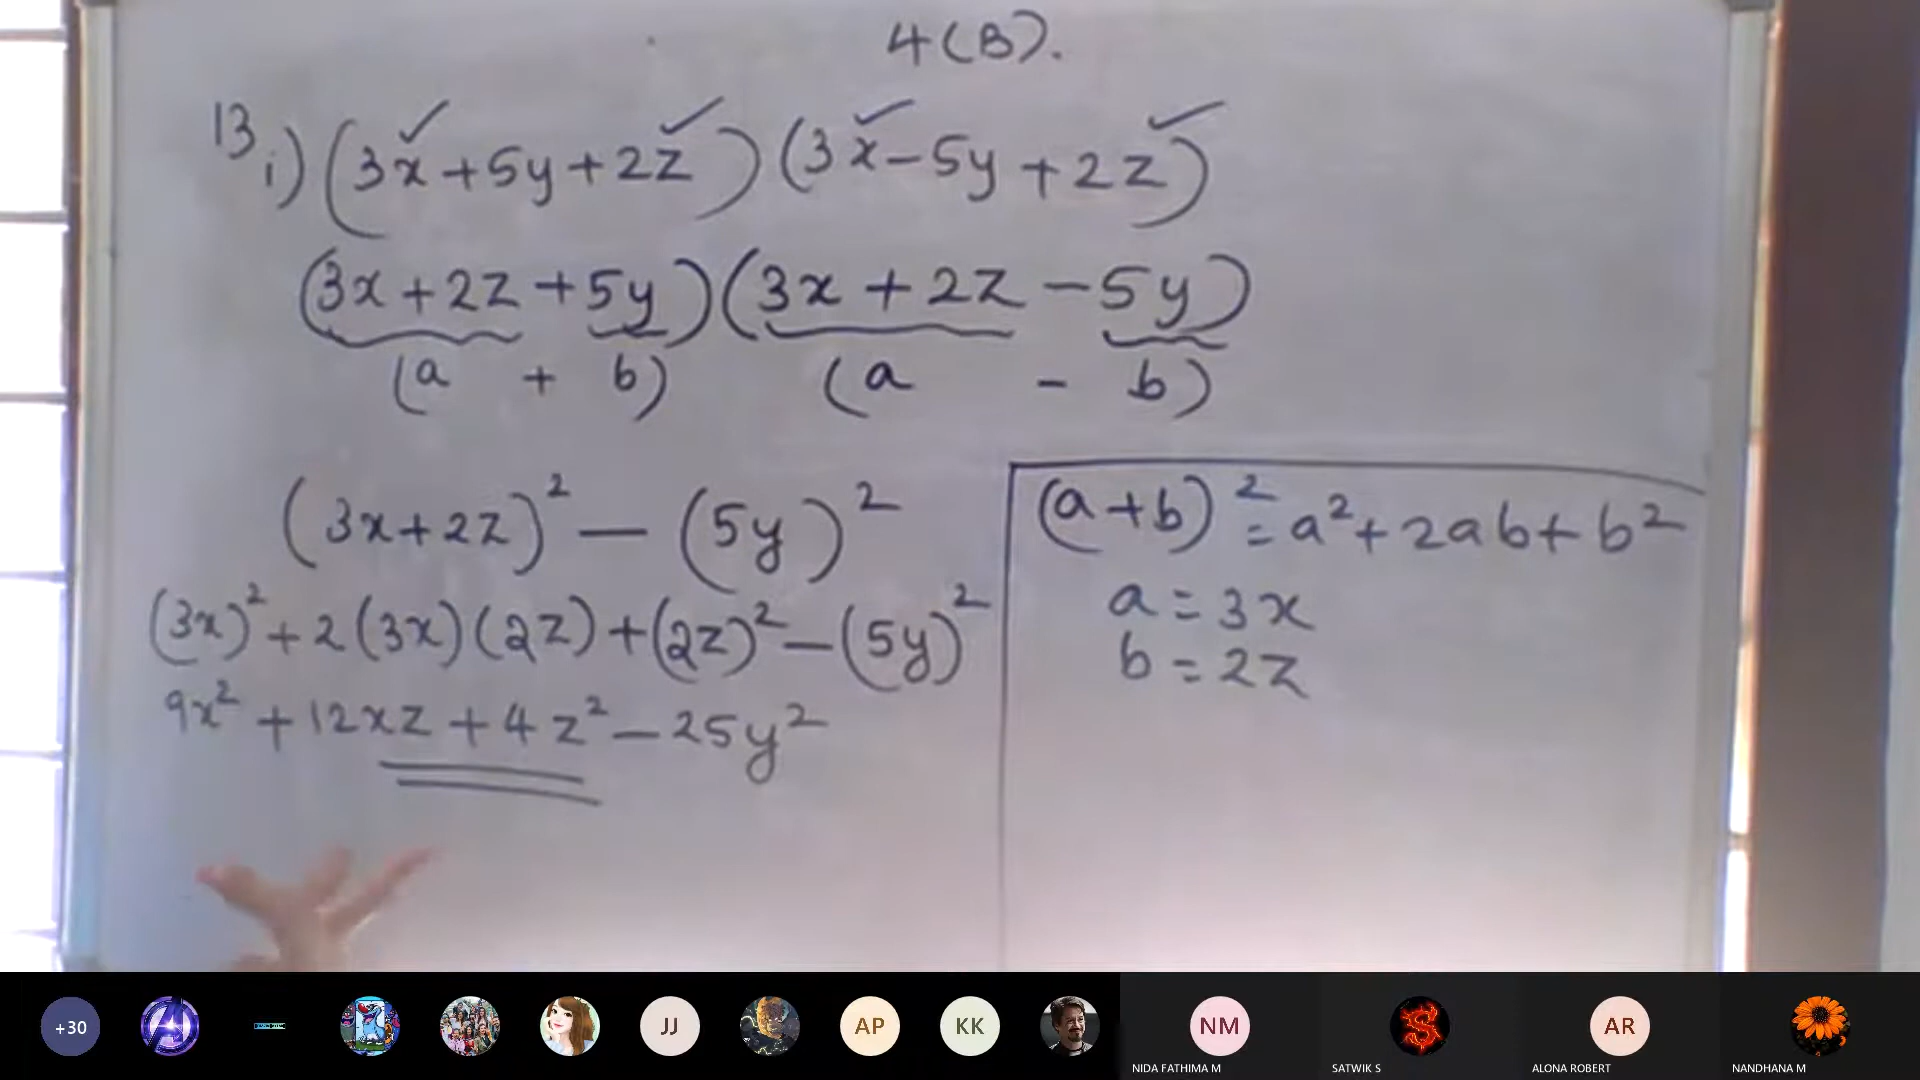 4(B).
13 i) (3x+5y+2z) (3x-5y+2z)
(3x+2z+5y)(3x+2z-5y)
(a + b) (a - b)
(3x+2z)² - (5y)²
(3x)²+2(3x)(2z)+(2z)²-(5y)²
9x²+12xz+4z²-25y²
(a+b)²=a²+2ab+b²
a=3x
b=2z
+30
JJ
AP
KK
NM
AR
NIDA FATHIMA M
SATWIK S
ALONA ROBERT
NANDHANA M